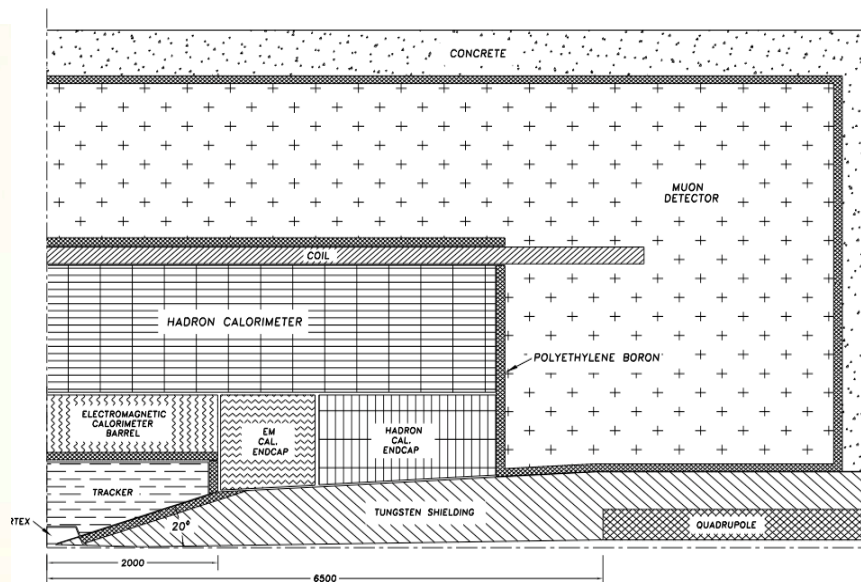 CONCRETE
MUON
DETECTOR
COIL
HADRON CALORIMETER
POLYETHYLENE BORON
ELECTROMAGNETIC
CALORIMETER
BARREL
EM
CAL.
ENDCAP
HADRON
CAL.
ENDCAP
TRACKER
RTEX
20°
TUNGSTEN SHIELDING
QUADRUPOLE
2000
6500